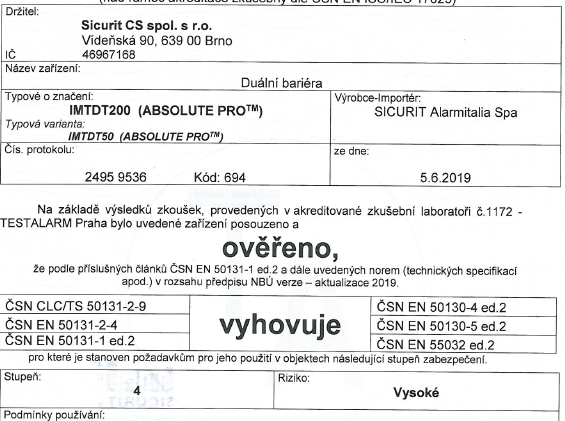 (nad rámec akreditace zkušebny dle ČSN EN ISO/IEC 17025)
Držitel:
Sicurit CS spol. s r.o.
Vídeňská 90, 639 00 Brno
IČ 46967168
Název zařízení:
Duální bariéra
Typové o značení:
IMTDT200 (ABSOLUTE PRO™)
Typová varianta:
IMTDT50 (ABSOLUTE PRO™)
Výrobce-Importér:
SICURIT Alarmitalia Spa
Čís. protokolu:
2495 9536 Kód: 694
ze dne:
5.6.2019
Na základě výsledků zkoušek, provedených v akreditované zkušební laboratoři č.1172 -
TESTALARM Praha bylo uvedené zařízení posouzeno a
ověřeno,
že podle příslušných článků ČSN EN 50131-1 ed.2 a dále uvedených norem (technických specifikací
apod.) v rozsahu předpisu NBÚ verze – aktualizace 2019.
ČSN CLC/TS 50131-2-9
ČSN EN 50131-2-4
ČSN EN 50131-1 ed.2
vyhovuje
ČSN EN 50130-4 ed.2
ČSN EN 50130-5 ed.2
ČSN EN 55032 ed.2
pro které je stanoven požadavkům pro jeho použití v objektech následující stupeň zabezpečení.
Stupeň:
4
Riziko:
Vysoké
Podmínky používání: